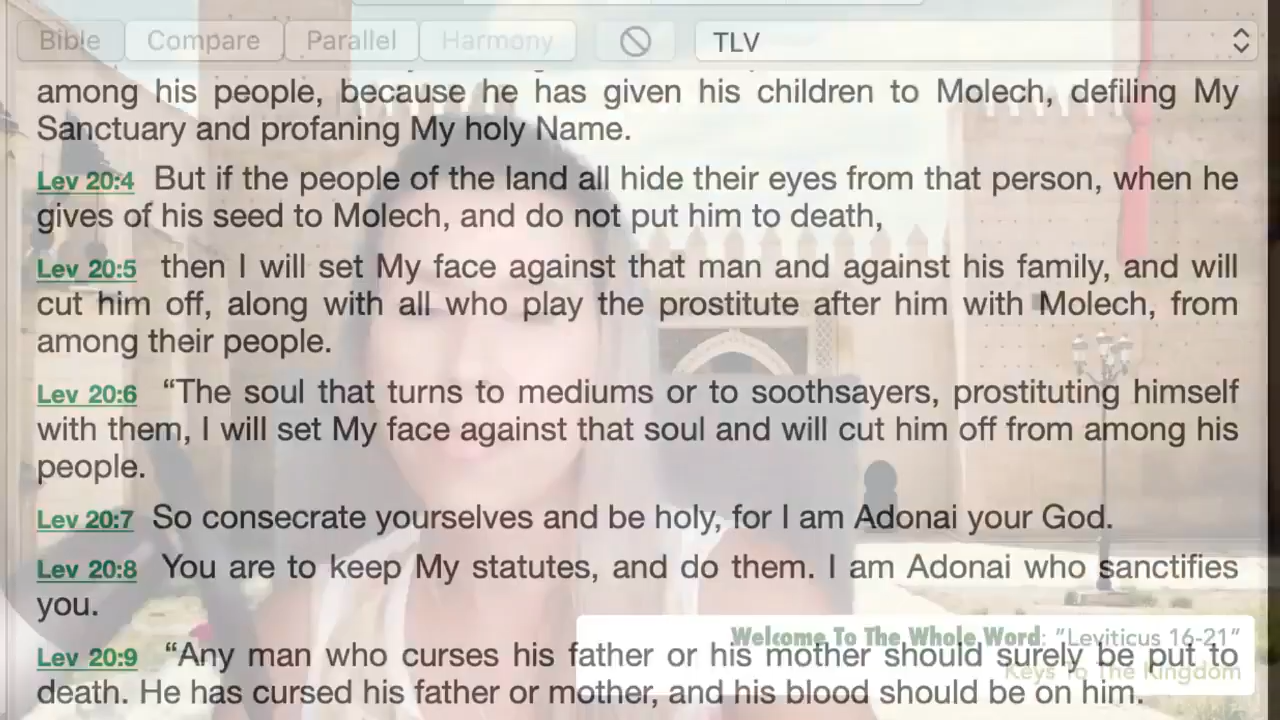 Bible Compare Parallel Harmony TLV
among his people, because he has given his children to Molech, defiling My
Sanctuary and profaning My holy Name.
Lev 20:4 But if the people of the land all hide their eyes from that person, when he
gives of his seed to Molech, and do not put him to death,
Lev 20:5 then I will set My face against that man and against his family, and will
cut him off, along with all who play the prostitute after him with Molech, from
among their people.
Lev 20:6 “The soul that turns to mediums or to soothsayers, prostituting himself
with them, I will set My face against that soul and will cut him off from among his
people.
Lev 20:7 So consecrate yourselves and be holy, for I am Adonai your God.
Lev 20:8 You are to keep My statutes, and do them. I am Adonai who sanctifies
you.
Welcome To The Whole Word: “Leviticus 16-21”
Lev 20:9 “Any man who curses his father or his mother should surely be put to
Keys To The Kingdom
death. He has cursed his father or mother, and his blood should be on him.